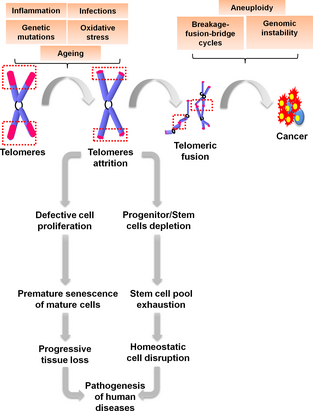 Inflammation
Infections
Genetic
mutations
Oxidative
stress
Ageing
Aneuploidy
Breakage-
fusion-bridge
cycles
Genomic
instability
Telomeres
Telomeres
attrition
Telomeric
fusion
Cancer
Defective cell
proliferation
Progenitor/Stem
cells depletion
Premature senescence
of mature cells
Stem cell pool
exhaustion
Progressive
tissue loss
Homeostatic
cell disruption
Pathogenesis
of human
diseases